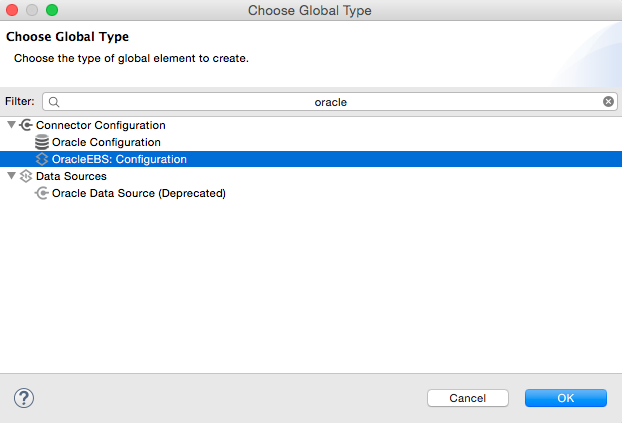 Choose Global Type
Choose Global Type
Choose the type of global element to create.
Filter: oracle
Connector Configuration
Oracle Configuration
OracleEBS: Configuration
Data Sources
Oracle Data Source (Deprecated)
? Cancel OK